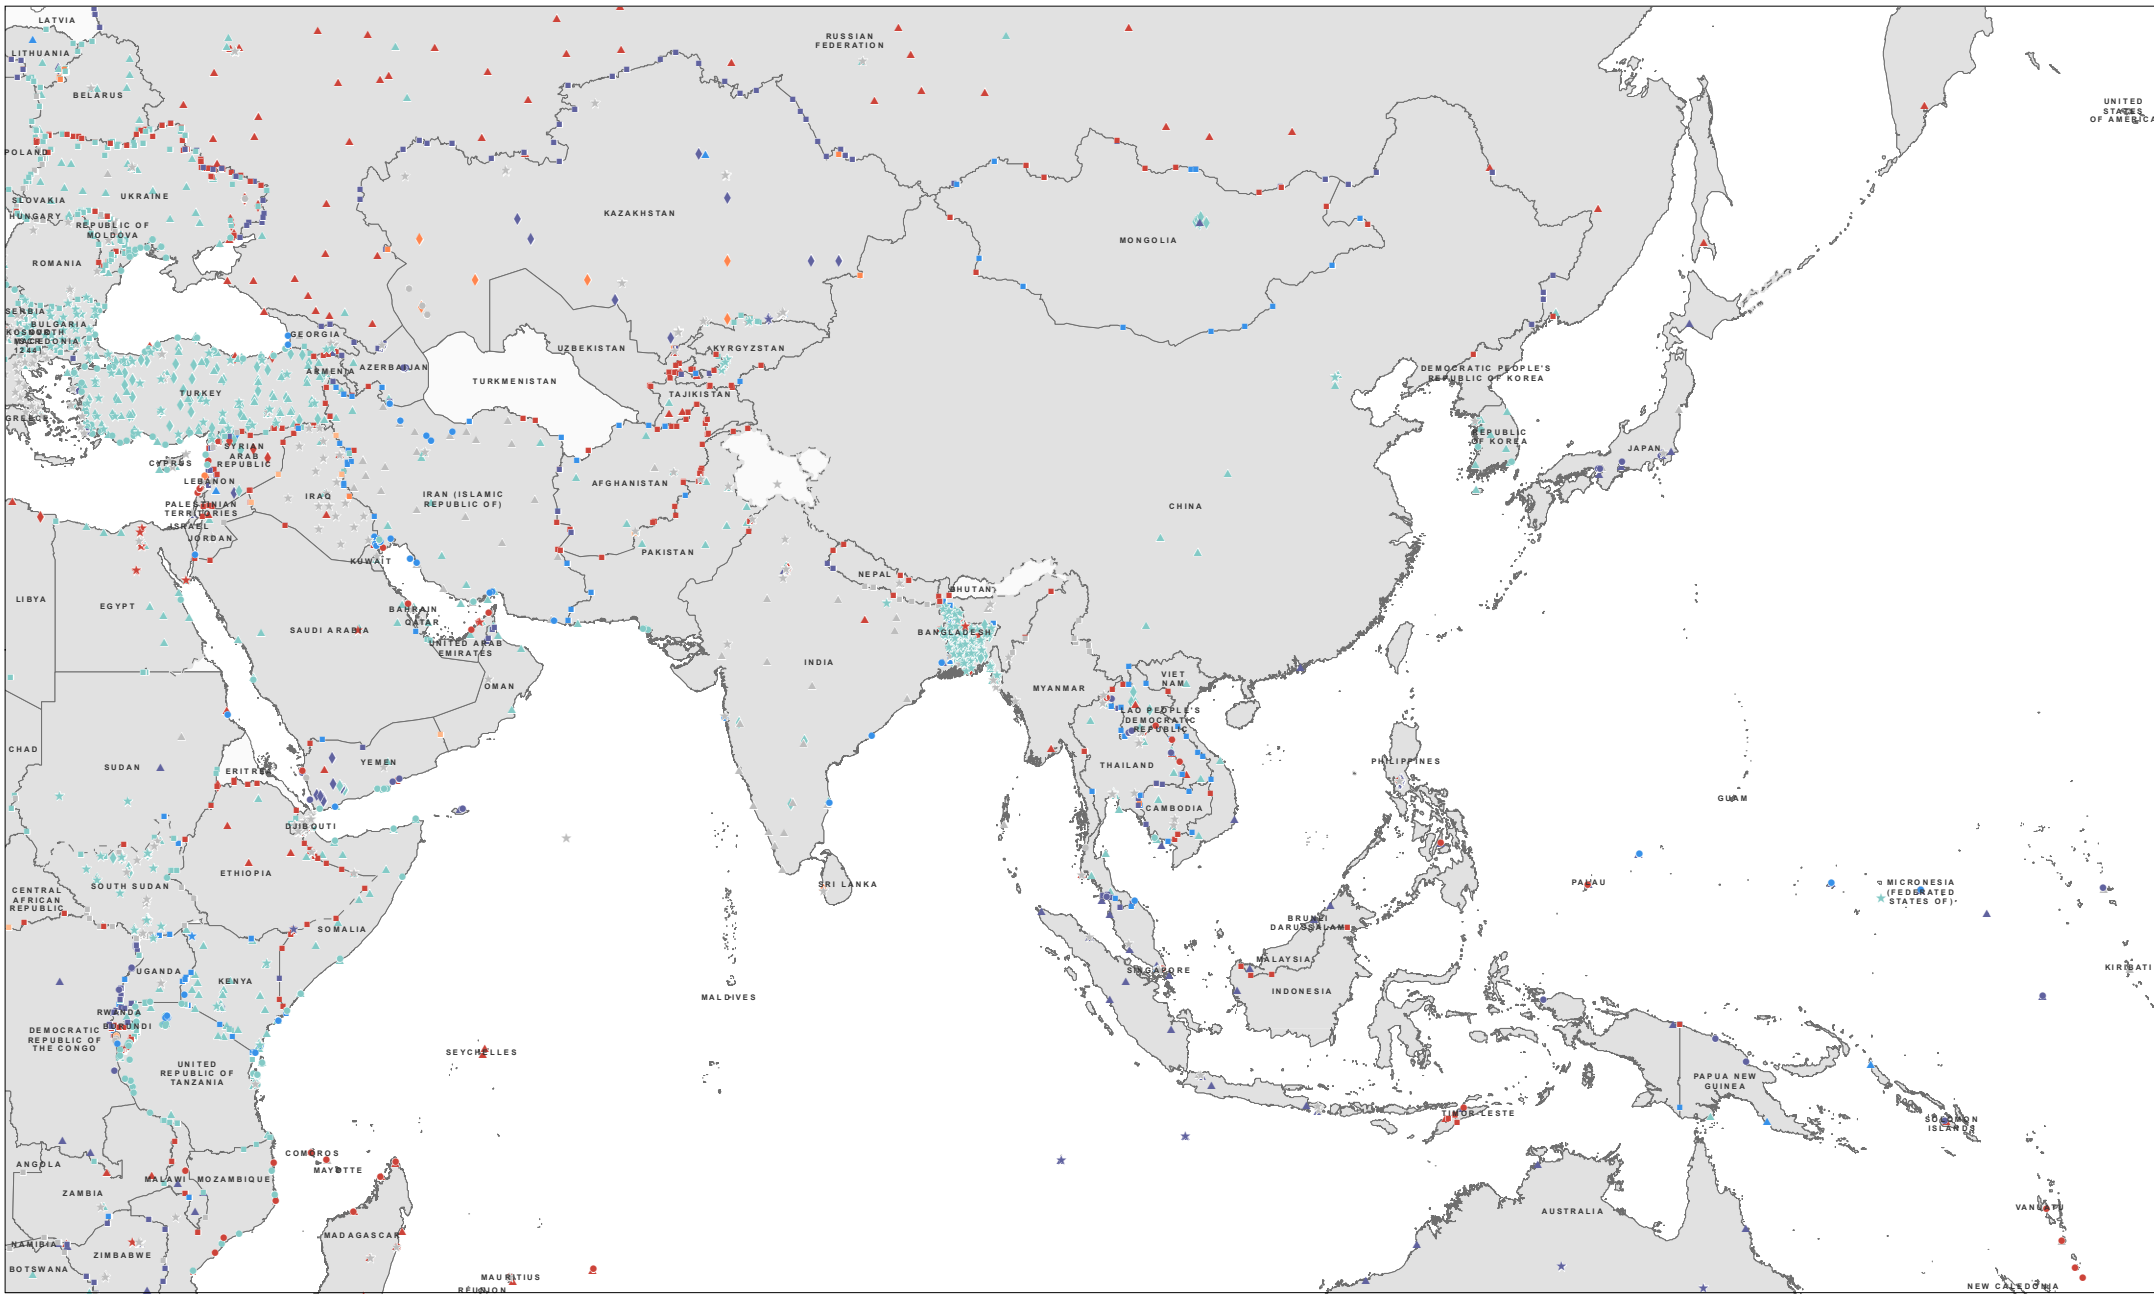 LATVIA
LITHUANIA
BELARUS
RUSSIAN
FEDERATION
UNITED
STATES
OF AMERICA
POLAND
UKRAINE
SLOVAKIA
HUNGARY
REPUBLIC OF
MOLDOVA
ROMANIA
KAZAKHSTAN
MONGOLIA
SERBIA
BULGARIA
MACEDONIA
1244)
GEORGIA
ARMENIA
AZERBAIJAN
UZBEKISTAN
KYRGYZSTAN
TURKMENISTAN
TAJIKISTAN
TURKEY
GREECE
DEMOCRATIC PEOPLE'S
REPUBLIC OF KOREA
REPUBLIC
OF KOREA
JAPAN
CYPRUS
SYRIAN
ARAB
REPUBLIC
LEBANON
PALESTINIAN
TERRITORIES
ISRAEL
JORDAN
IRAQ
IRAN (ISLAMIC
REPUBLIC OF)
AFGHANISTAN
PAKISTAN
CHINA
KUWAIT
LIBYA
EGYPT
SAUDI ARABIA
BAHRAIN
QATAR
UNITED ARAB
EMIRATES
OMAN
NEPAL
BHUTAN
BANGLADESH
INDIA
MYANMAR
VIET
NAM
LAO PEOPLE'S
DEMOCRATIC
REPUBLIC
THAILAND
CAMBODIA
PHILIPPINES
GUAM
CHAD
SUDAN
ERITREA
YEMEN
DJIBOUTI
ETHIOPIA
SOUTH SUDAN
CENTRAL
AFRICAN
REPUBLIC
SOMALIA
SRI LANKA
PALAU
MICRONESIA
(FEDERATED
STATES OF)
BRUNEI
DARUSSALAM
MALAYSIA
SINGAPORE
INDONESIA
KIRIBATI
MALDIVES
UGANDA
KENYA
RWANDA
BURUNDI
DEMOCRATIC
REPUBLIC OF
THE CONGO
UNITED
REPUBLIC OF
TANZANIA
SEYCHELLES
PAPUA NEW
GUINEA
TIMOR LESTE
SOLOMON
ISLANDS
COMOROS
MAYOTTE
ANGOLA
ZAMBIA
MALAWI
MOZAMBIQUE
AUSTRALIA
VANUATU
NAMIBIA
ZIMBABWE
MADAGASCAR
BOTSWANA
MAURITIUS
REUNION
NEW CALEDONIA